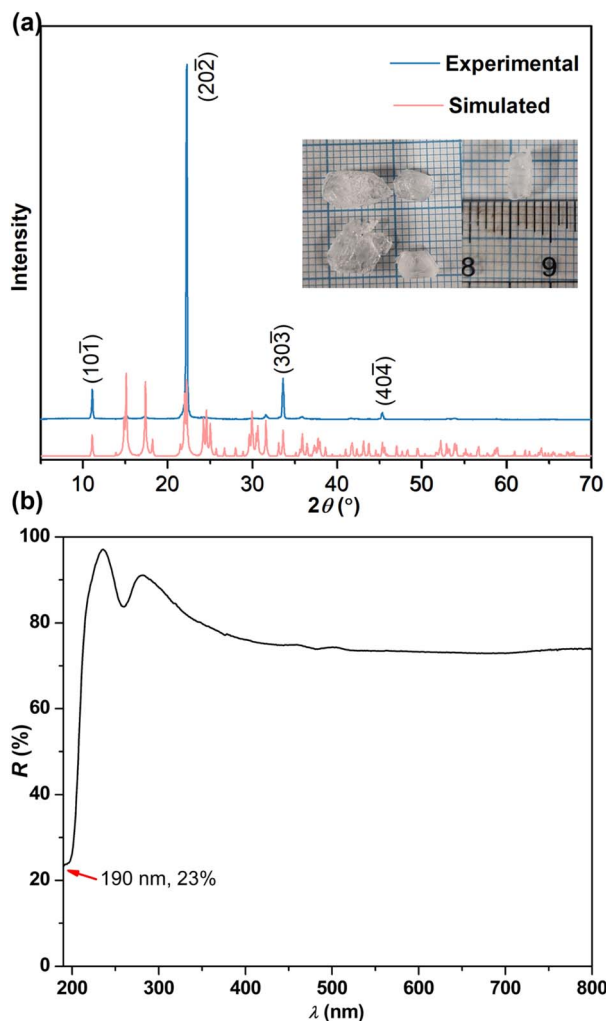 (a)
Experimental
Simulated
(101̅)
(202̅)
(303̅)
(404̅)
8
9
Intensity
10
20
30
40
50
60
70
2θ (°)
(b)
100
80
60
40
20
0
R (%)
190 nm, 23%
200
300
400
500
600
700
800
λ (nm)